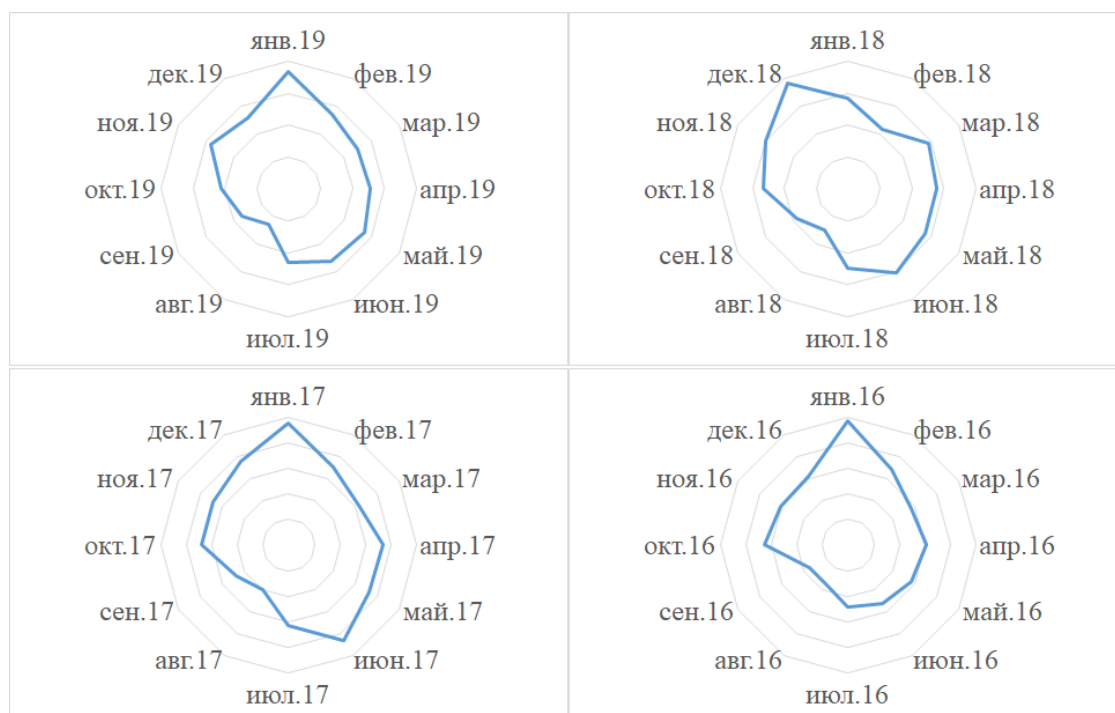 янв.19
дек.19 фев.19
ноя.19 мар.19
окт.19 апр.19
сен.19 май.19
авг.19 июн.19
июл.19
янв.18
дек.18 фев.18
ноя.18 мар.18
окт.18 апр.18
сен.18 май.18
авг.18 июн.18
июл.18
янв.17
дек.17 фев.17
ноя.17 мар.17
окт.17 апр.17
сен.17 май.17
авг.17 июн.17
июл.17
янв.16
дек.16 фев.16
ноя.16 мар.16
окт.16 апр.16
сен.16 май.16
авг.16 июн.16
июл.16